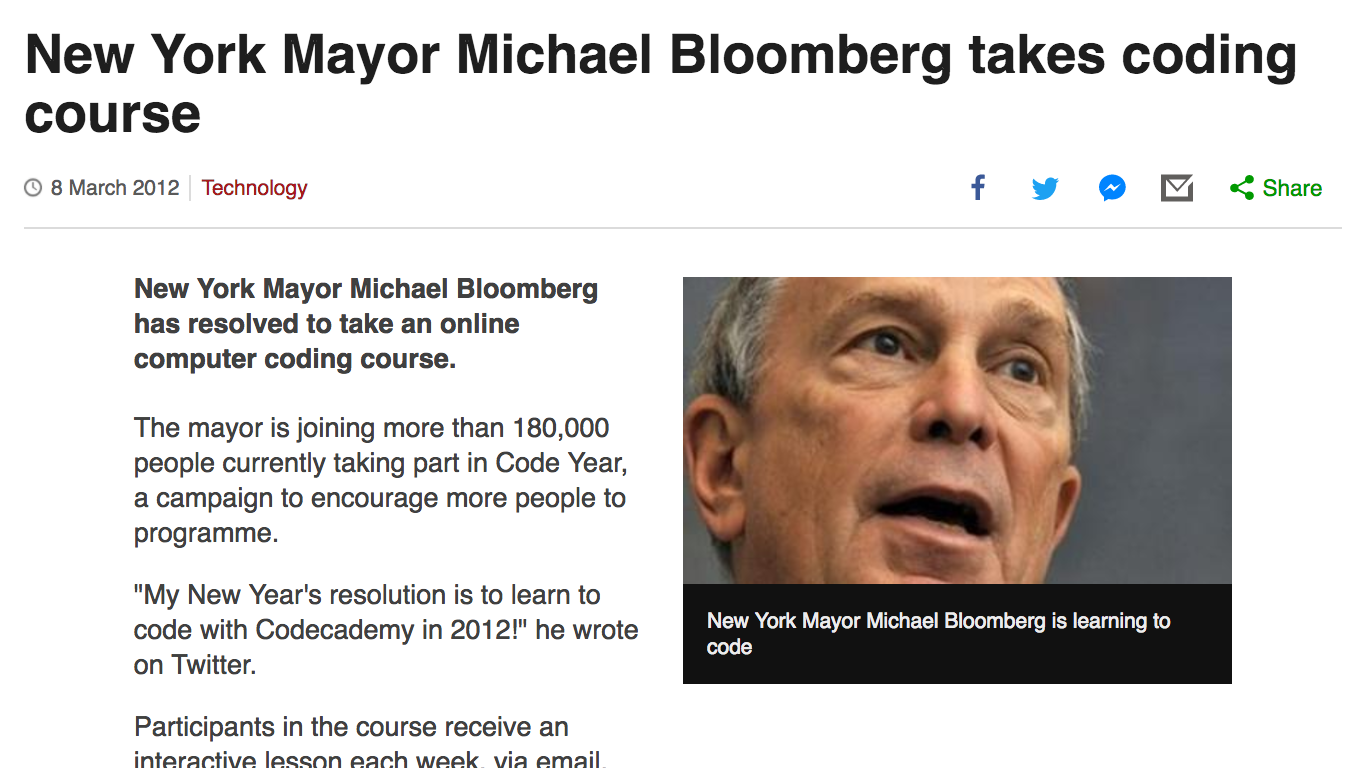 New York Mayor Michael Bloomberg takes coding
course
8 March 2012
Technology
Share
New York Mayor Michael Bloomberg
has resolved to take an online
computer coding course.
The mayor is joining more than 180,000
people currently taking part in Code Year,
a campaign to encourage more people to
programme.
"My New Year's resolution is to learn to
code with Codecademy in 2012!" he wrote
on Twitter.
Participants in the course receive an
interactive lesson each week, via email.
New York Mayor Michael Bloomberg is learning to
code